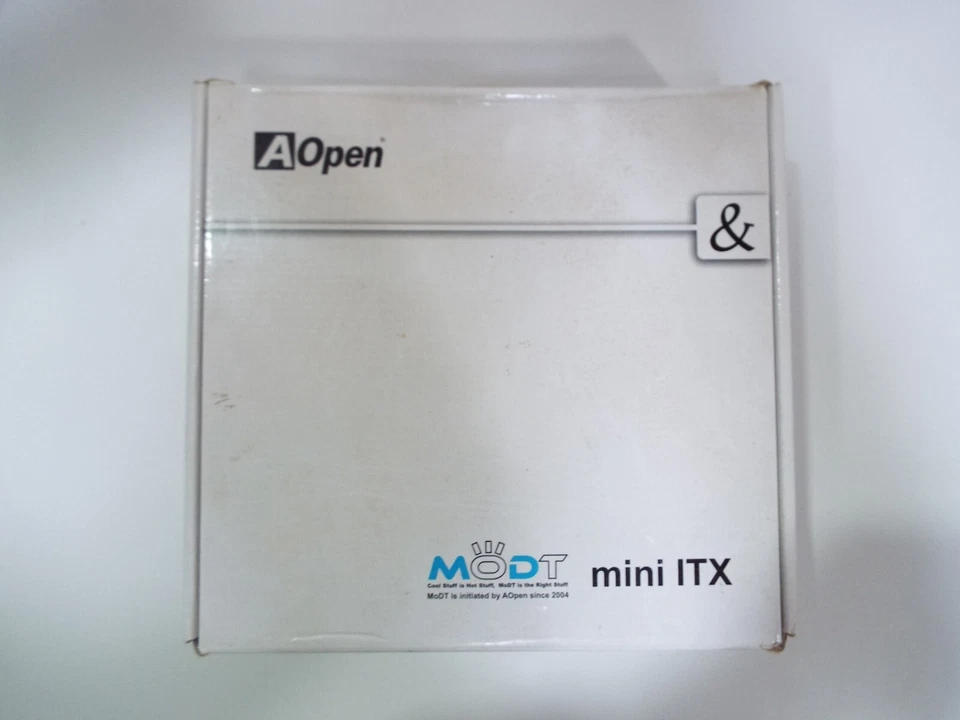 AOpen
&
MoDT
Cool Stuff is Hot Stuff, MoDT is the Right Stuff
MoDT is initiated by AOpen since 2004
mini ITX